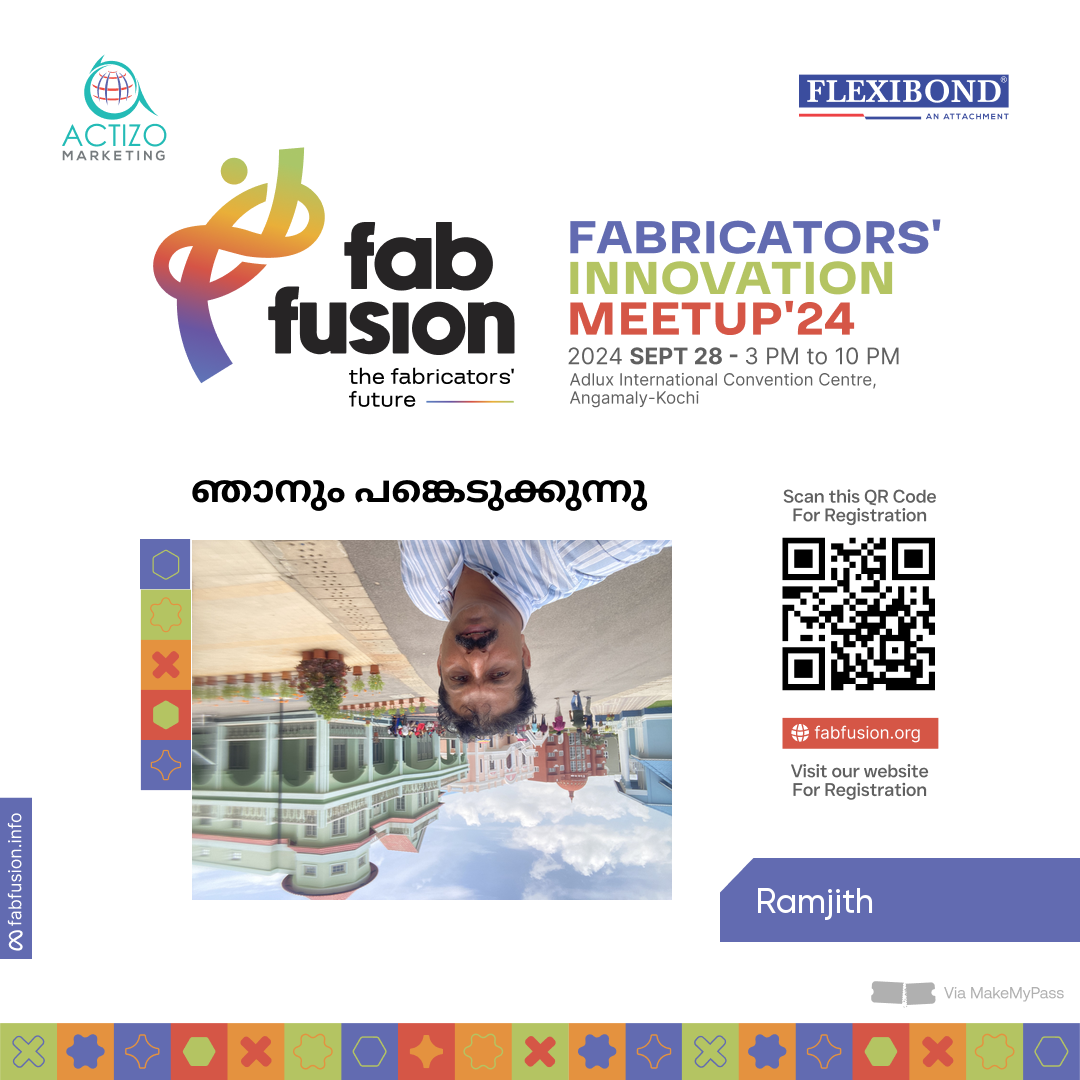 ACTIZO
MARKETING
FLEXIBOND®
AN ATTACHMENT
fab
fusion
the fabricators'
future
FABRICATORS'
INNOVATION
MEETUP'24
2024 SEPT 28 - 3 PM to 10 PM
Adlux International Convention Centre,
Angamaly-Kochi
ഞാനും പങ്കെടുക്കുന്നു
Scan this QR Code
For Registration
fabfusion.org
Visit our website
For Registration
fabfusion.info
Ramjith
Via MakeMyPass